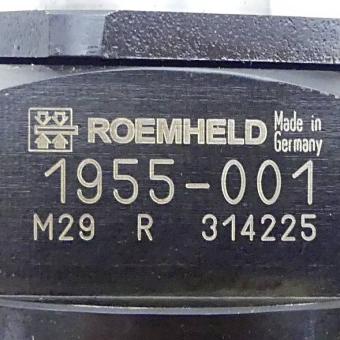 ROEMHELD Made in Germany
1955-001
M29 R 314225